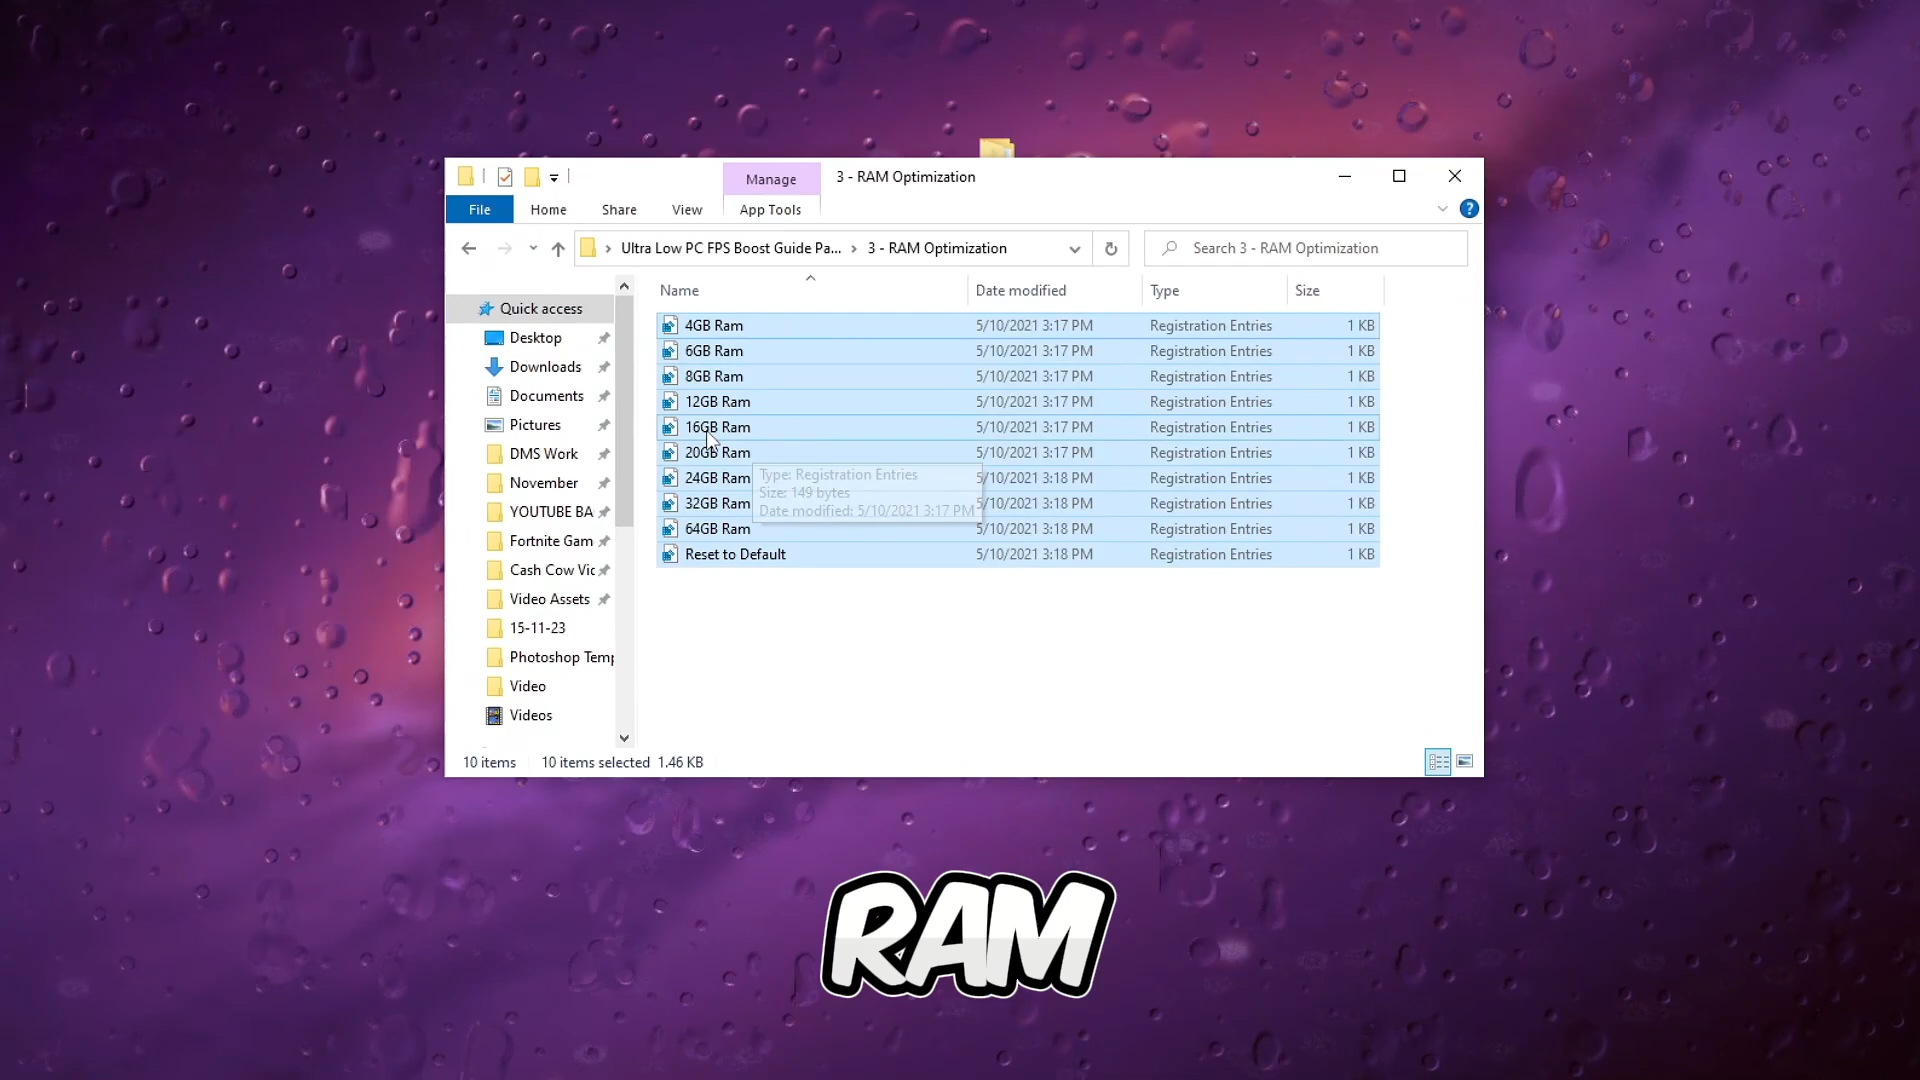 Manage
3 - RAM Optimization
File
Home
Share
View
App Tools
?
Ultra Low PC FPS Boost Guide Pa...
3 - RAM Optimization
Search 3 - RAM Optimization
Name
Date modified
Type
Size
Quick access
Desktop
Downloads
Documents
Pictures
DMS Work
November
YOUTUBE BA
Fortnite Gam
Cash Cow Vic
Video Assets
15-11-23
Photoshop Temp
Video
Videos
4GB Ram 5/10/2021 3:17 PM Registration Entries 1 KB
6GB Ram 5/10/2021 3:17 PM Registration Entries 1 KB
8GB Ram 5/10/2021 3:17 PM Registration Entries 1 KB
12GB Ram 5/10/2021 3:17 PM Registration Entries 1 KB
16GB Ram 5/10/2021 3:17 PM Registration Entries 1 KB
20GB Ram 5/10/2021 3:17 PM Registration Entries 1 KB
24GB Ram 5/10/2021 3:18 PM Registration Entries 1 KB
32GB Ram 5/10/2021 3:18 PM Registration Entries 1 KB
64GB Ram 5/10/2021 3:18 PM Registration Entries 1 KB
Reset to Default 5/10/2021 3:18 PM Registration Entries 1 KB
Type: Registration Entries
Size: 149 bytes
Date modified: 5/10/2021 3:17 PM
10 items
10 items selected 1.46 KB
RAM